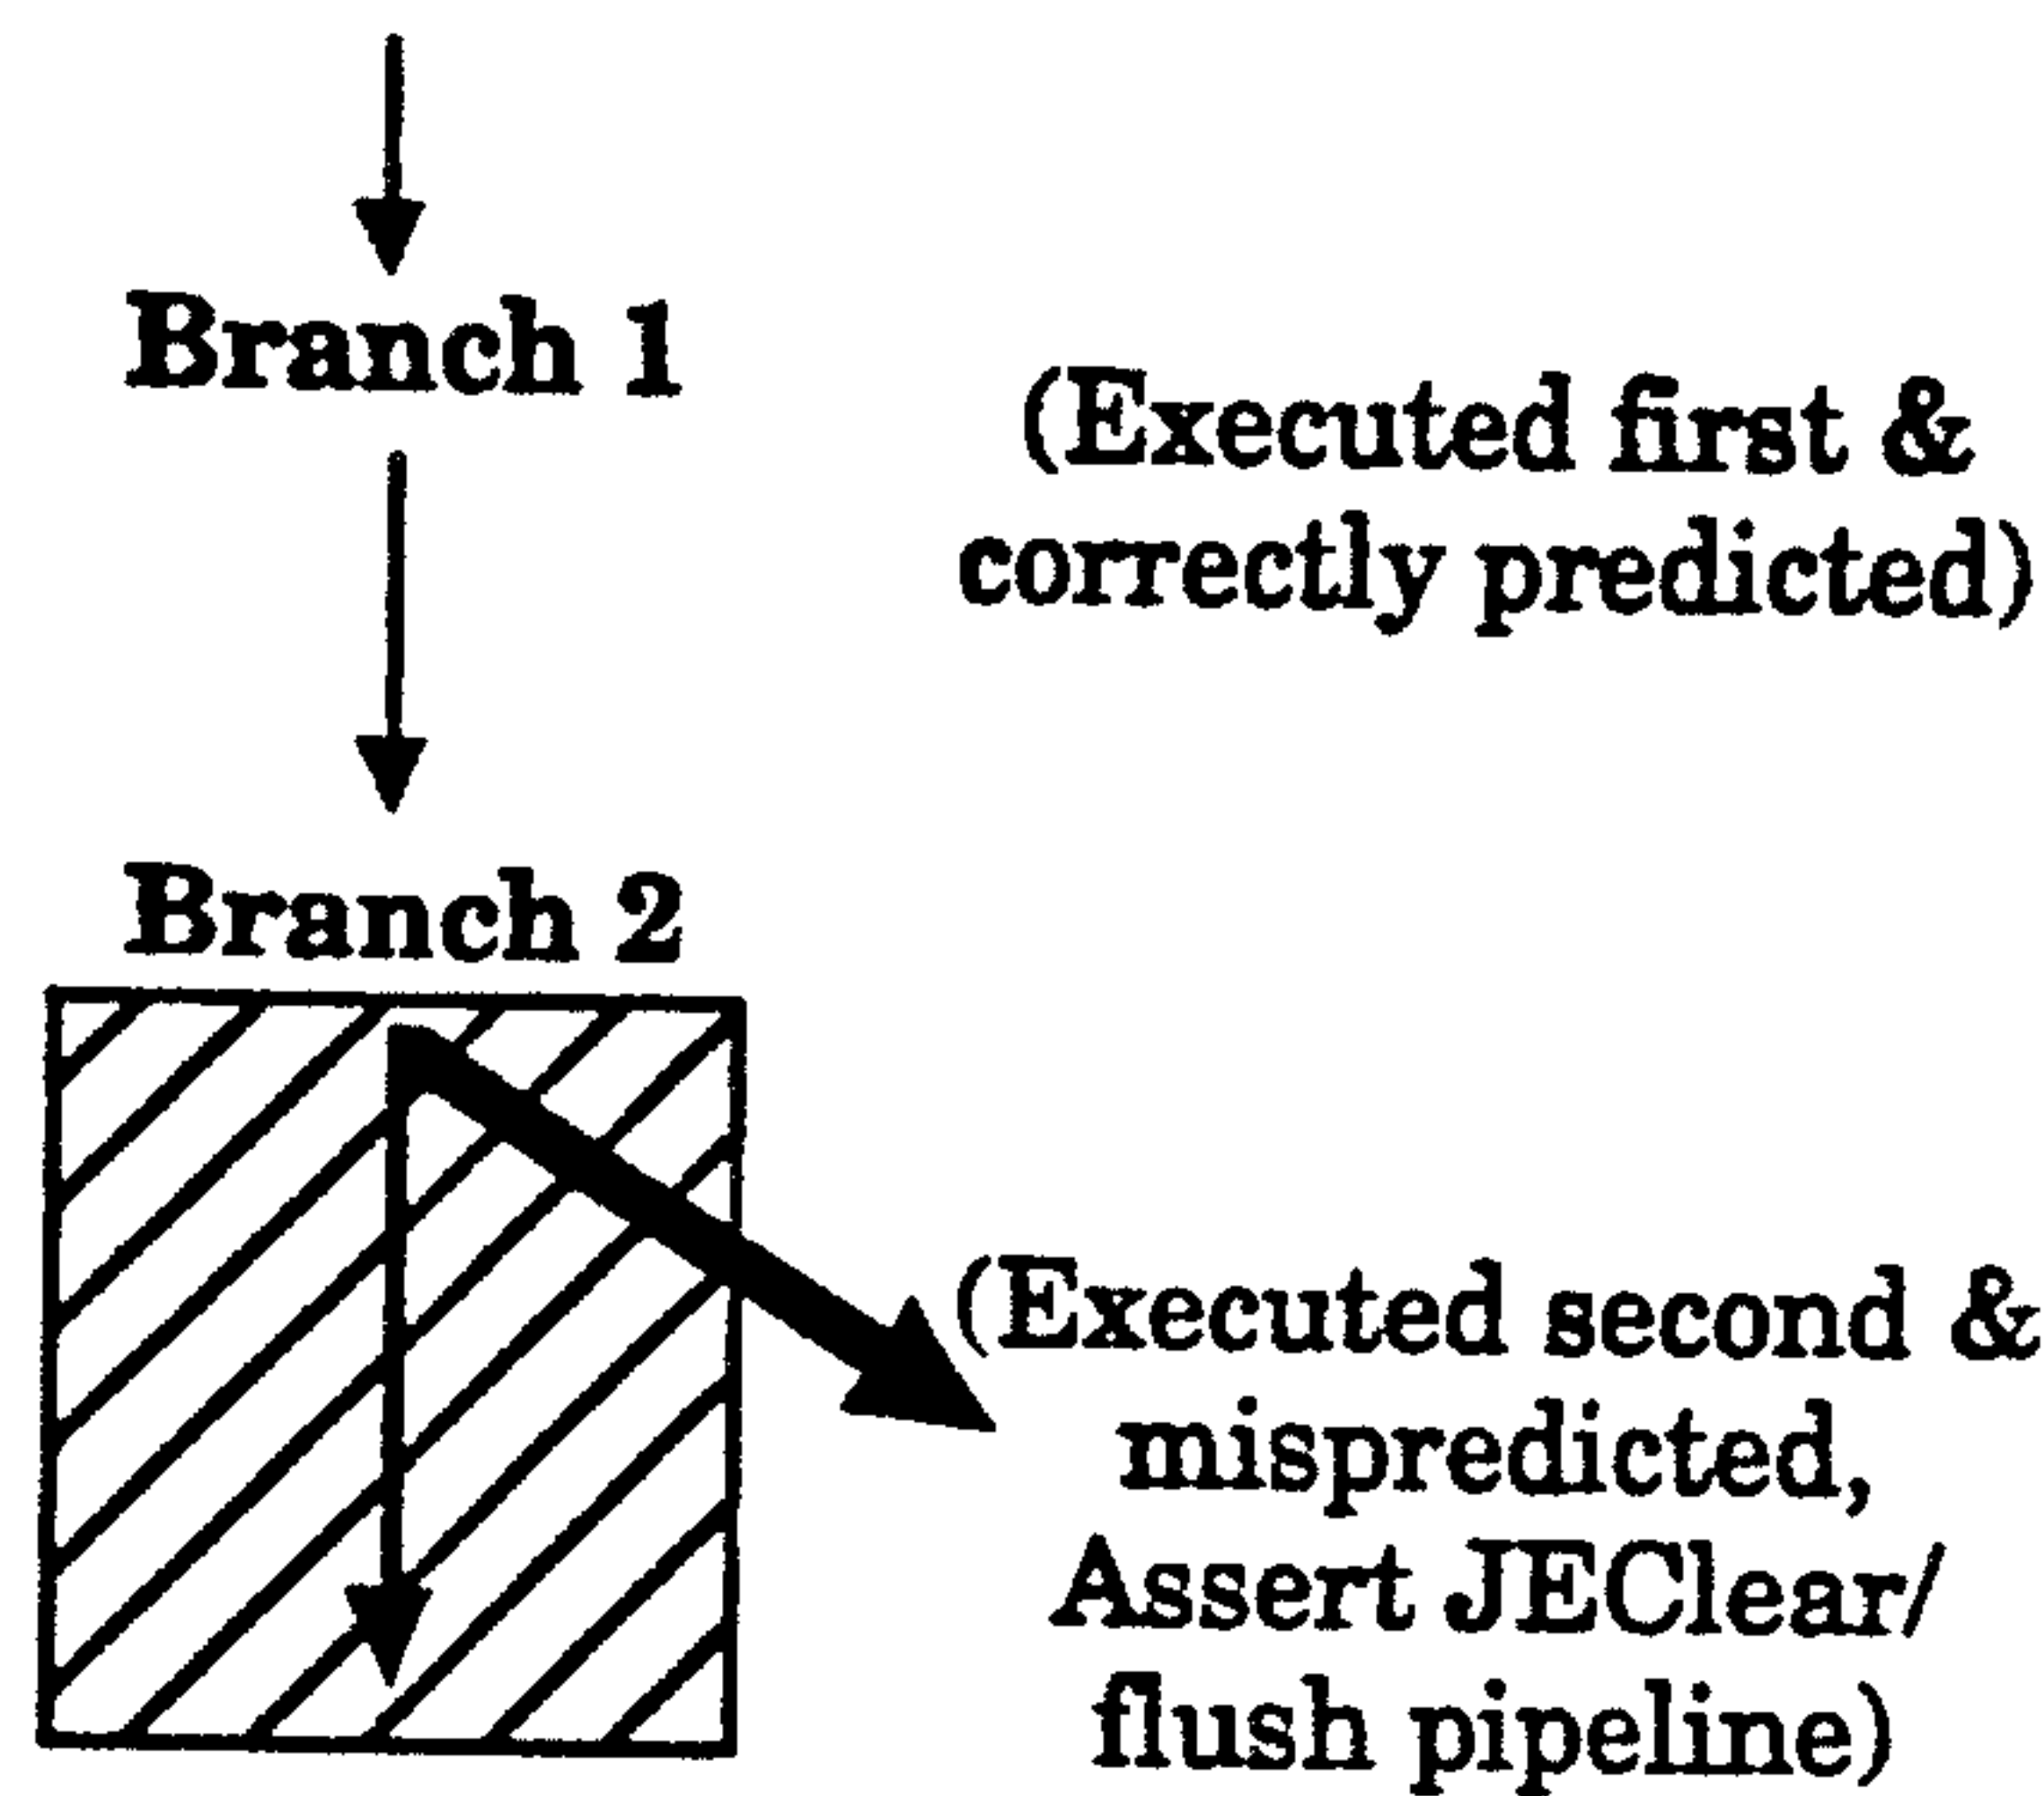 Branch 1
(Executed first &
correctly predicted)
Branch 2
(Executed second &
mispredicted,
Assert JEClear/
flush pipeline)